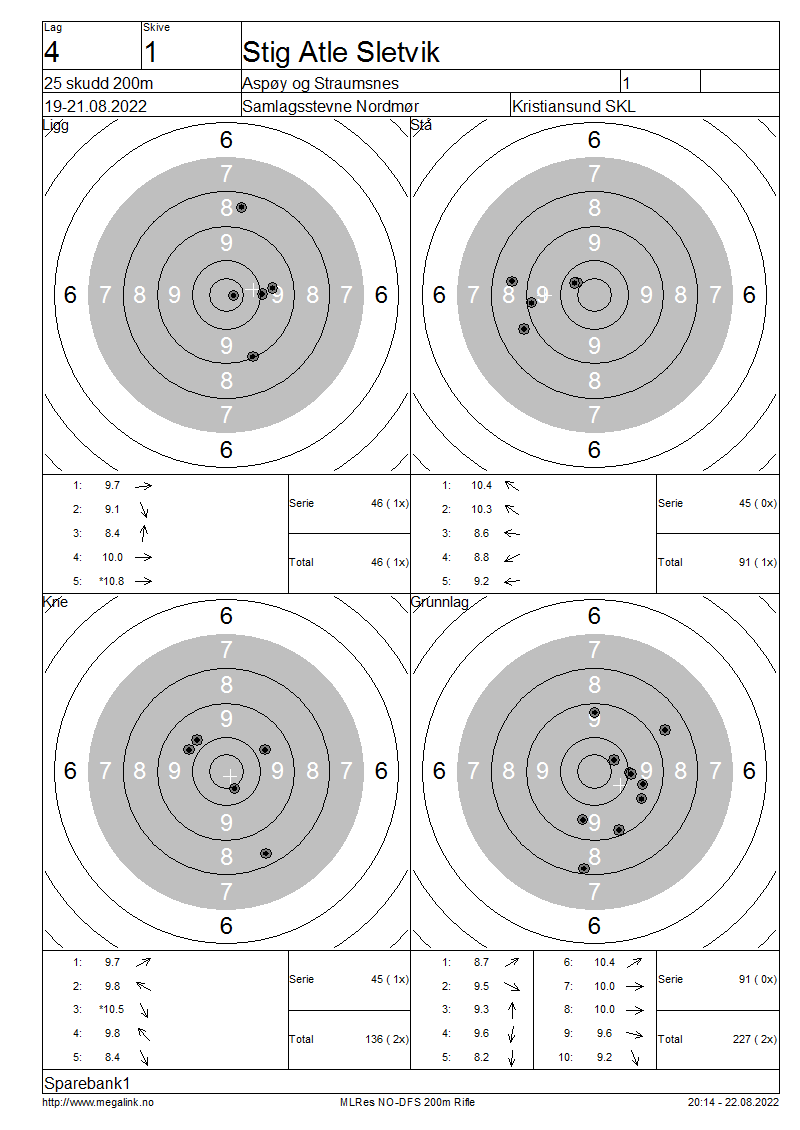 Lag Skive
4 1 Stig Atle Sletvik
25 skudd 200m Aspøy og Straumsnes 1
19-21.08.2022 Samlagsstevne Nordmør Kristiansund SKL
Ligg
6
7
8
9
6 7 8 9 9 8 7 6
9
8
7
6
Stå
6
7
8
9
6 7 8 9 9 8 7 6
9
8
7
6
1: 9.7
2: 9.1
3: 8.4
4: 10.0
5: *10.8
Serie 46 ( 1x)
Total 46 ( 1x)
1: 10.4
2: 10.3
3: 8.6
4: 8.8
5: 9.2
Serie 45 ( 0x)
Total 91 ( 1x)
Kne
6
7
8
9
6 7 8 9 9 8 7 6
9
8
7
6
Grunnlag
6
7
8
9
6 7 8 9 9 8 7 6
9
8
7
6
1: 9.7
2: 9.8
3: *10.5
4: 9.8
5: 8.4
Serie 45 ( 1x)
Total 136 ( 2x)
1: 8.7
2: 9.5
3: 9.3
4: 9.6
5: 8.2
6: 10.4
7: 10.0
8: 10.0
9: 9.6
10: 9.2
Serie 91 ( 0x)
Total 227 ( 2x)
Sparebank1
http://www.megalink.no MLRes NO-DFS 200m Rifle 20:14 - 22.08.2022